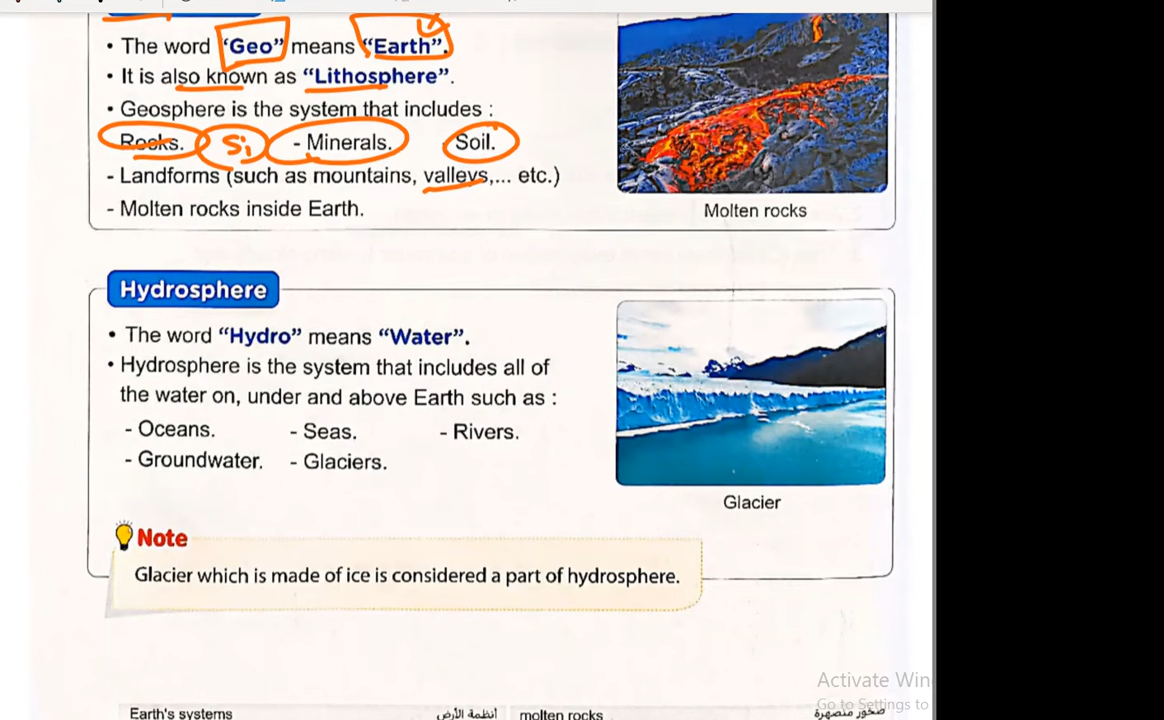 • The word “Geo” means “Earth”.
• It is also known as “Lithosphere”.
• Geosphere is the system that includes :
Rocks. Si - Minerals. Soil.
- Landforms (such as mountains, valleys,... etc.)
- Molten rocks inside Earth.
Molten rocks
Hydrosphere
• The word “Hydro” means “Water”.
• Hydrosphere is the system that includes all of
the water on, under and above Earth such as :
- Oceans. - Seas. - Rivers.
- Groundwater. - Glaciers.
Glacier
Note
Glacier which is made of ice is considered a part of hydrosphere.
Activate Win
Go to Settings to
Earth's systems أنظمة الأرض molten rocks صخور منصهرة